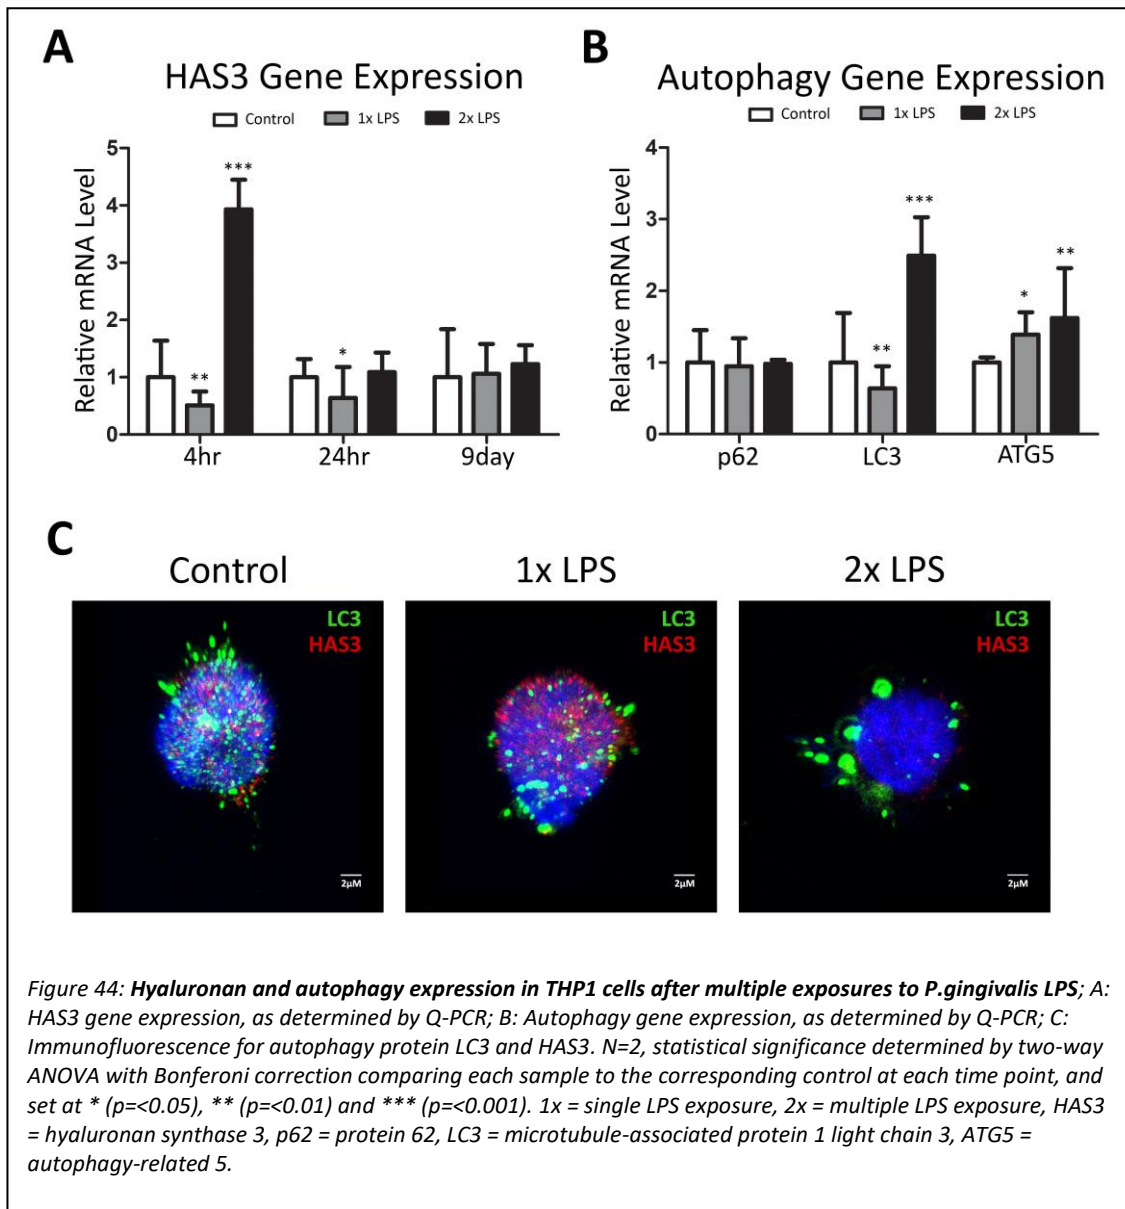 A
HAS3 Gene Expression
Control 1x LPS 2x LPS
Relative mRNA Level
5
4
3
2
1
0
***
**
*
4hr 24hr 9day
B
Autophagy Gene Expression
Control 1x LPS 2x LPS
Relative mRNA Level
4
3
2
1
0
***
**
*
**
p62 LC3 ATG5
C
Control 1x LPS 2x LPS
LC3
HAS3
2µM
LC3
HAS3
2µM
LC3
HAS3
2µM
Figure 44: Hyaluronan and autophagy expression in THP1 cells after multiple exposures to P.gingivalis LPS; A:
HAS3 gene expression, as determined by Q-PCR; B: Autophagy gene expression, as determined by Q-PCR; C:
Immunofluorescence for autophagy protein LC3 and HAS3. N=2, statistical significance determined by two-way
ANOVA with Bonferoni correction comparing each sample to the corresponding control at each time point, and
set at * (p=<0.05), ** (p=<0.01) and *** (p=<0.001). 1x = single LPS exposure, 2x = multiple LPS exposure, HAS3
= hyaluronan synthase 3, p62 = protein 62, LC3 = microtubule-associated protein 1 light chain 3, ATG5 =
autophagy-related 5.